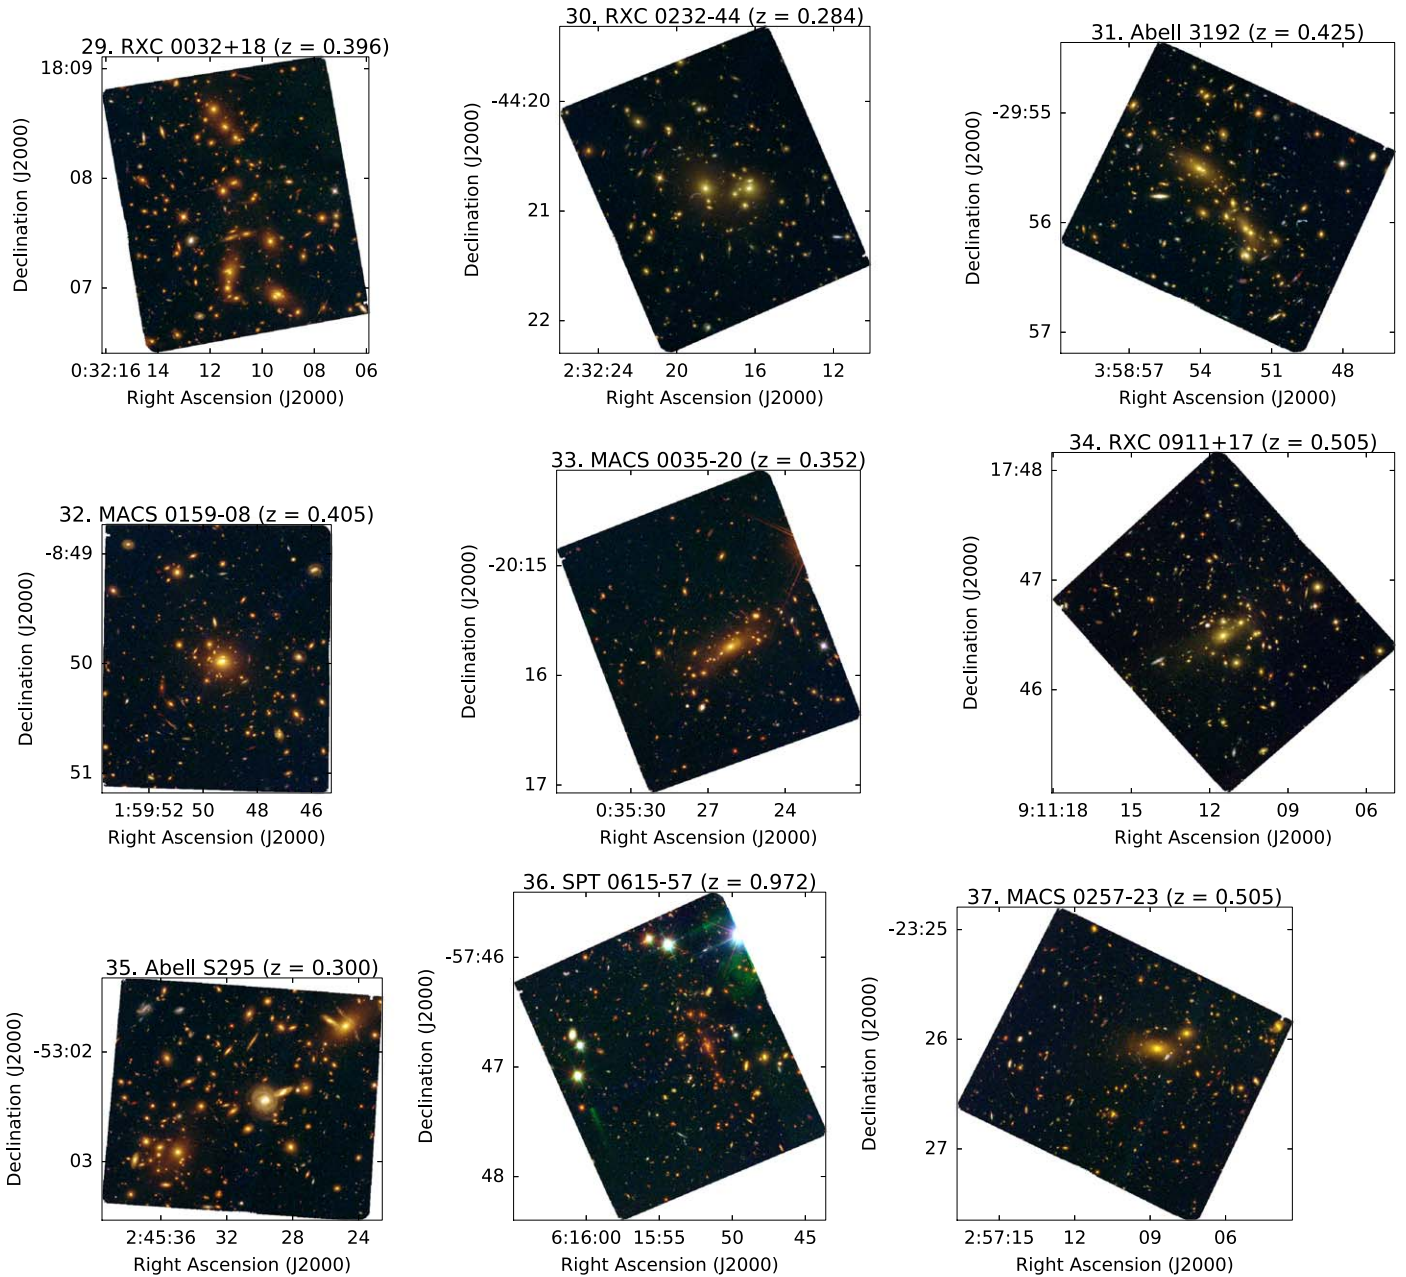 29. RXC 0032+18 (z = 0.396)
18:09
08
07
Declination (J2000)
0:32:16 14 12 10 08 06
Right Ascension (J2000)
30. RXC 0232-44 (z = 0.284)
-44:20
21
22
Declination (J2000)
2:32:24 20 16 12
Right Ascension (J2000)
31. Abell 3192 (z = 0.425)
-29:55
56
57
Declination (J2000)
3:58:57 54 51 48
Right Ascension (J2000)
32. MACS 0159-08 (z = 0.405)
-8:49
50
51
Declination (J2000)
1:59:52 50 48 46
Right Ascension (J2000)
33. MACS 0035-20 (z = 0.352)
-20:15
16
17
Declination (J2000)
0:35:30 27 24
Right Ascension (J2000)
34. RXC 0911+17 (z = 0.505)
17:48
47
46
Declination (J2000)
9:11:18 15 12 09 06
Right Ascension (J2000)
35. Abell S295 (z = 0.300)
-53:02
03
Declination (J2000)
2:45:36 32 28 24
Right Ascension (J2000)
36. SPT 0615-57 (z = 0.972)
-57:46
47
48
Declination (J2000)
6:16:00 15:55 50 45
Right Ascension (J2000)
37. MACS 0257-23 (z = 0.505)
-23:25
26
27
Declination (J2000)
2:57:15 12 09 06
Right Ascension (J2000)